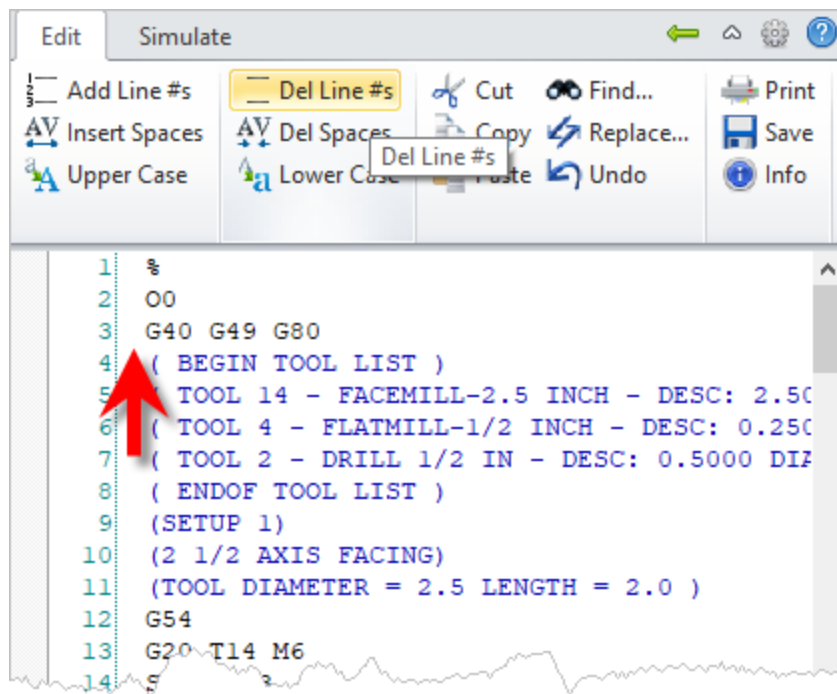 Edit Simulate
Add Line #s Del Line #s Cut Find... Print
Insert Spaces Del Spaces Copy Replace... Save
Del Line #s
Upper Case Lower Case Paste Undo Info
1 %
2 O0
3 G40 G49 G80
4 ( BEGIN TOOL LIST )
5 ( TOOL 14 - FACEMILL-2.5 INCH - DESC: 2.50
6 ( TOOL 4 - FLATMILL-1/2 INCH - DESC: 0.250
7 ( TOOL 2 - DRILL 1/2 IN - DESC: 0.5000 DIA
8 ( ENDOF TOOL LIST )
9 (SETUP 1)
10 (2 1/2 AXIS FACING)
11 (TOOL DIAMETER = 2.5 LENGTH = 2.0 )
12 G54
13 G20 T14 M6
14